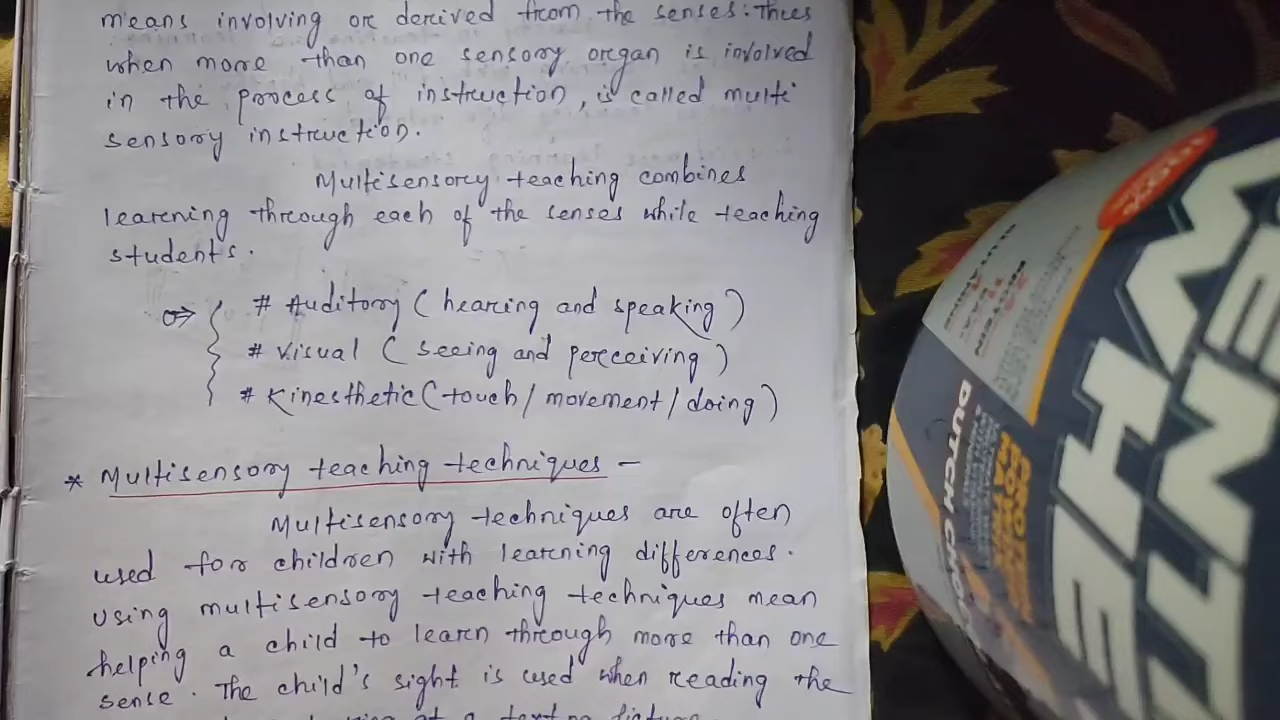 means involving or derived from the senses. Thus
when more than one sensory organ is involved
in the process of instruction, is called multi
sensory instruction.
Multisensory teaching combines
learning through each of the senses while teaching
students.
⇒ { # Auditory ( hearing and speaking )
# Visual ( seeing and perceiving )
# Kinesthetic ( touch / movement / doing )
* Multisensory teaching techniques –
Multisensory techniques are often
used for children with learning differences.
Using multisensory teaching techniques mean
helping a child to learn through more than one
sense. The child's sight is used when reading the
at a text or
WH
DUTCH